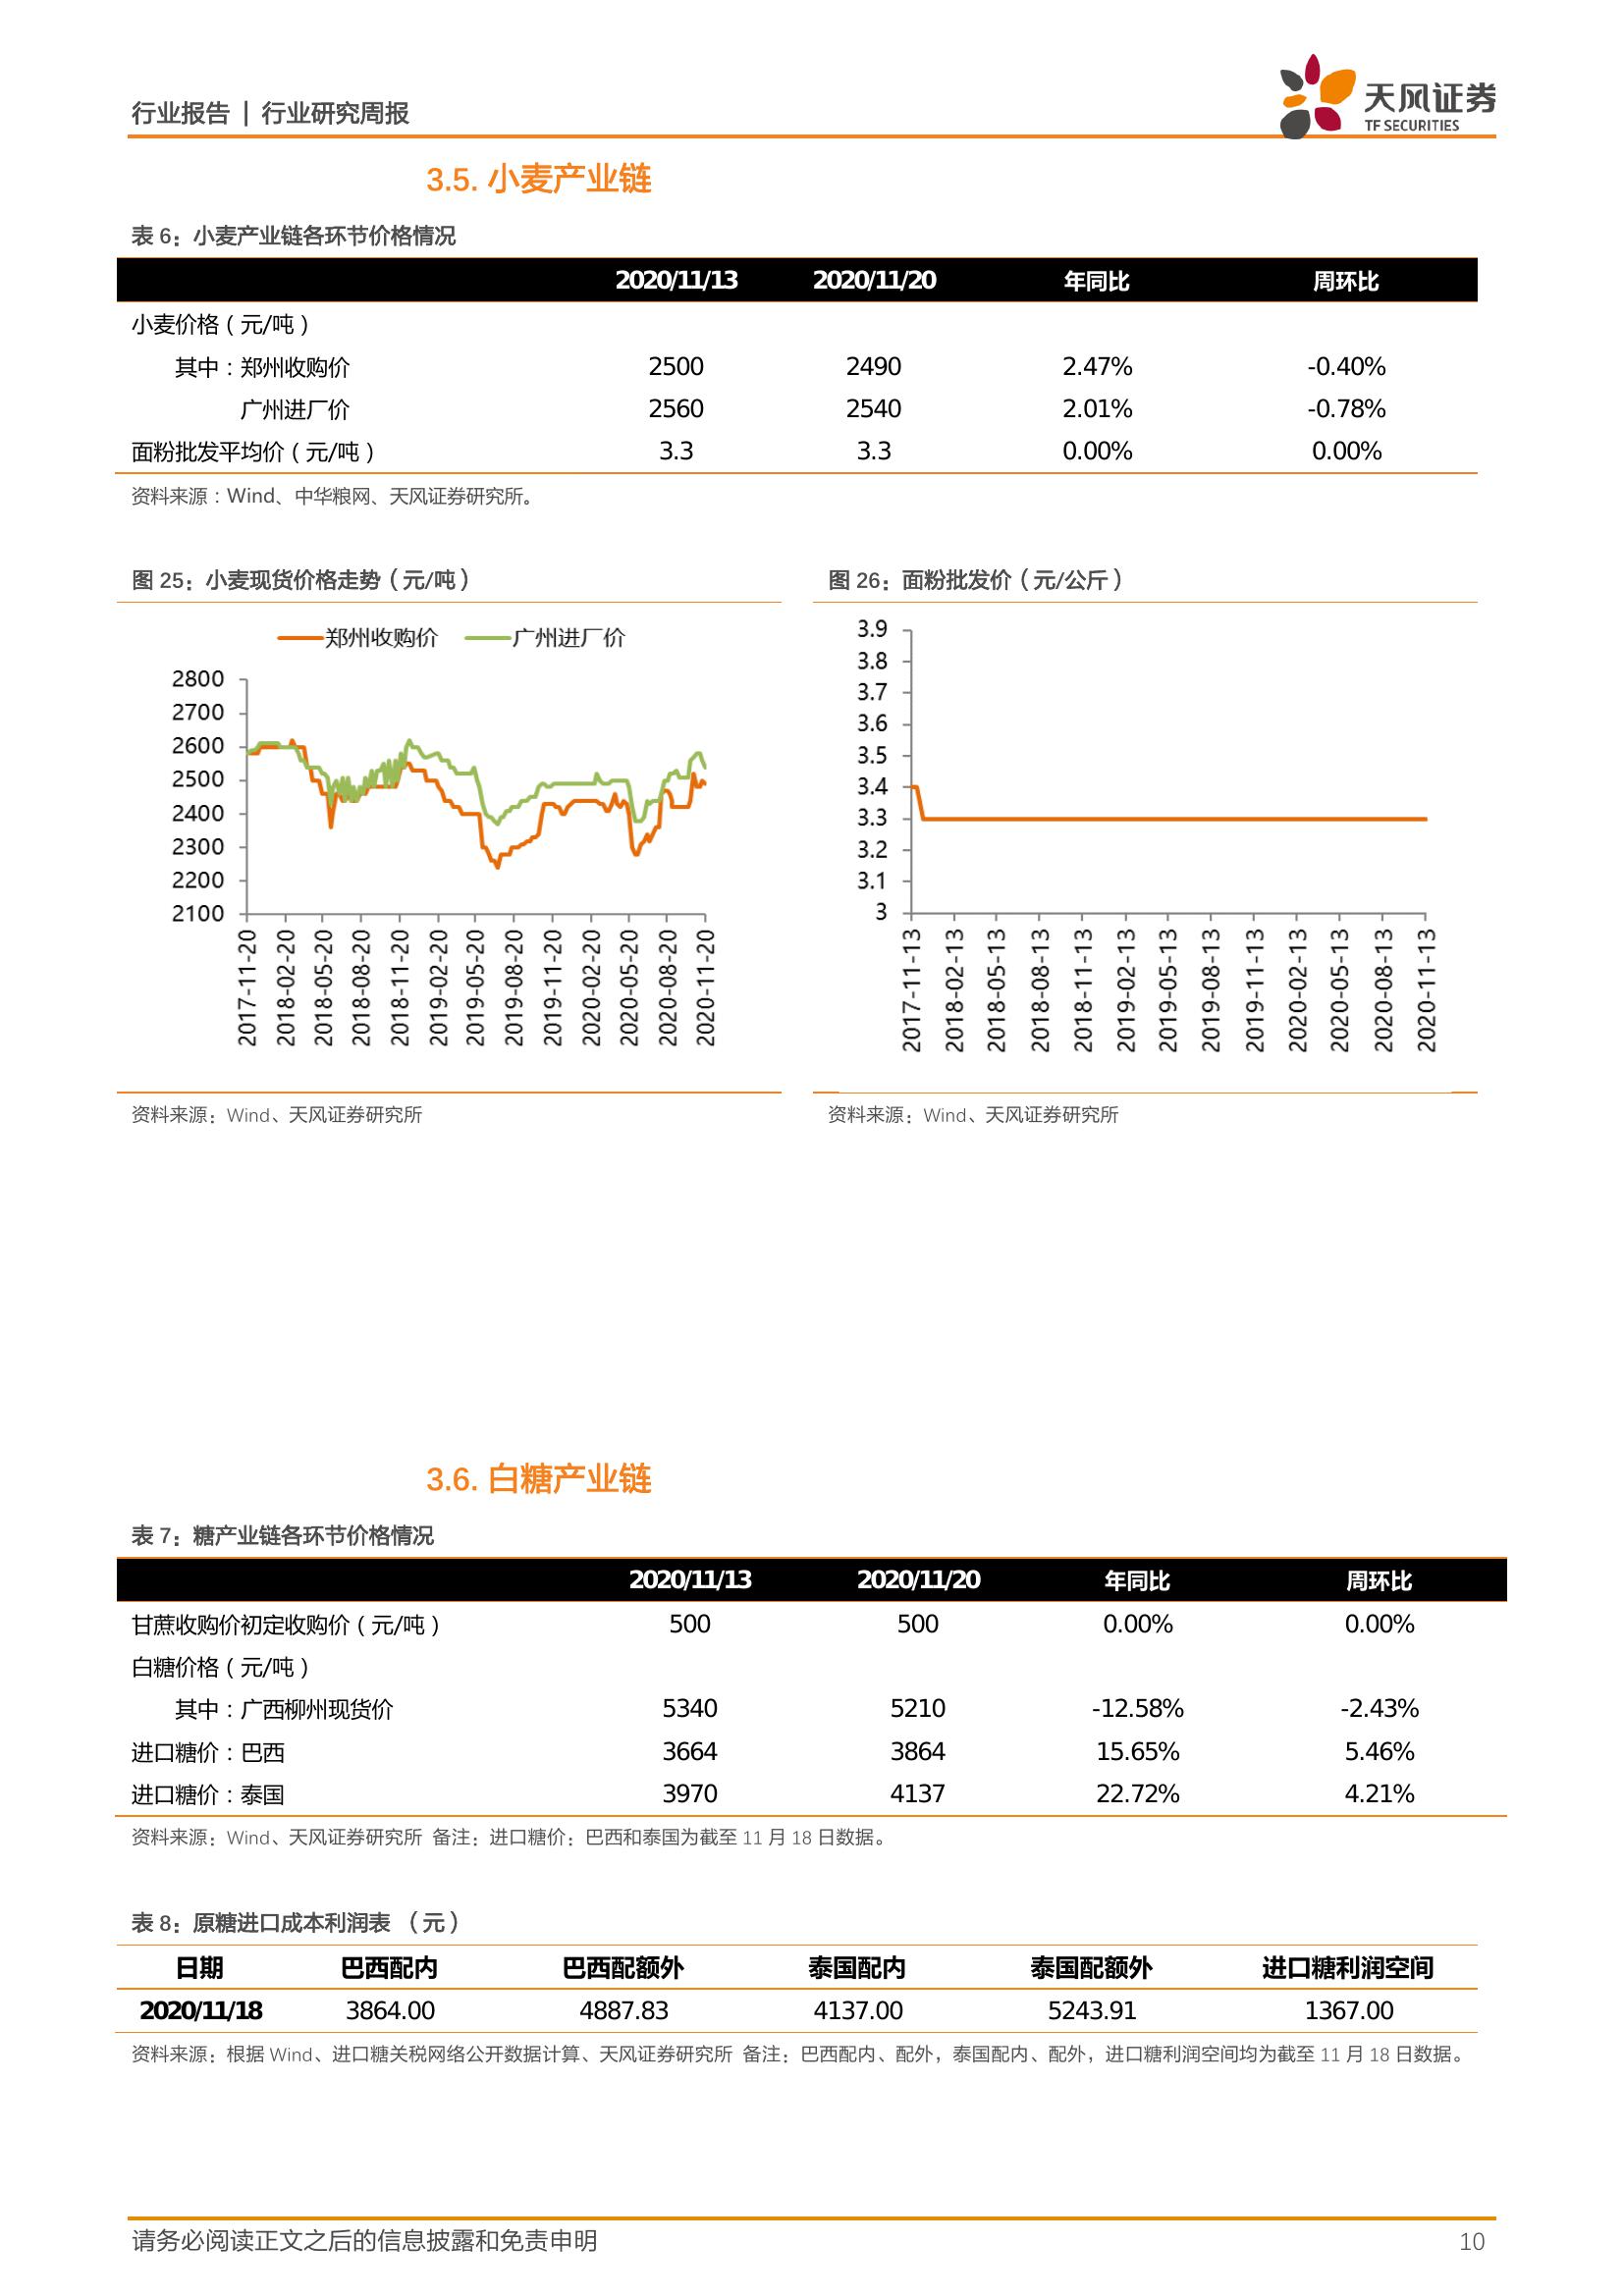 行业报告 | 行业研究周报
天风证券
TF SECURITIES
3.5. 小麦产业链
表 6：小麦产业链各环节价格情况
2020/11/13 2020/11/20 年同比 周环比
小麦价格（元/吨）
其中：郑州收购价 2500 2490 2.47% -0.40%
广州进厂价 2560 2540 2.01% -0.78%
面粉批发平均价（元/吨） 3.3 3.3 0.00% 0.00%
资料来源：Wind、中华粮网、天风证券研究所。
图 25：小麦现货价格走势（元/吨）
郑州收购价 广州进厂价
2800
2700
2600
2500
2400
2300
2200
2100
2017-11-20
2018-02-20
2018-05-20
2018-08-20
2018-11-20
2019-02-20
2019-05-20
2019-08-20
2019-11-20
2020-02-20
2020-05-20
2020-08-20
2020-11-20
资料来源：Wind、天风证券研究所
图 26：面粉批发价（元/公斤）
3.9
3.8
3.7
3.6
3.5
3.4
3.3
3.2
3.1
3
2017-11-13
2018-02-13
2018-05-13
2018-08-13
2018-11-13
2019-02-13
2019-05-13
2019-08-13
2019-11-13
2020-02-13
2020-05-13
2020-08-13
2020-11-13
资料来源：Wind、天风证券研究所
3.6. 白糖产业链
表 7：糖产业链各环节价格情况
2020/11/13 2020/11/20 年同比 周环比
甘蔗收购价初定收购价（元/吨） 500 500 0.00% 0.00%
白糖价格（元/吨）
其中：广西柳州现货价 5340 5210 -12.58% -2.43%
进口糖价：巴西 3664 3864 15.65% 5.46%
进口糖价：泰国 3970 4137 22.72% 4.21%
资料来源：Wind、天风证券研究所 备注：进口糖价：巴西和泰国为截至 11 月 18 日数据。
表 8：原糖进口成本利润表 （元）
日期 巴西配内 巴西配额外 泰国配内 泰国配额外 进口糖利润空间
2020/11/18 3864.00 4887.83 4137.00 5243.91 1367.00
资料来源：根据 Wind、进口糖关税网络公开数据计算、天风证券研究所 备注：巴西配内、配外，泰国配内、配外，进口糖利润空间均为截至 11 月 18 日数据。
请务必阅读正文之后的信息披露和免责申明 10